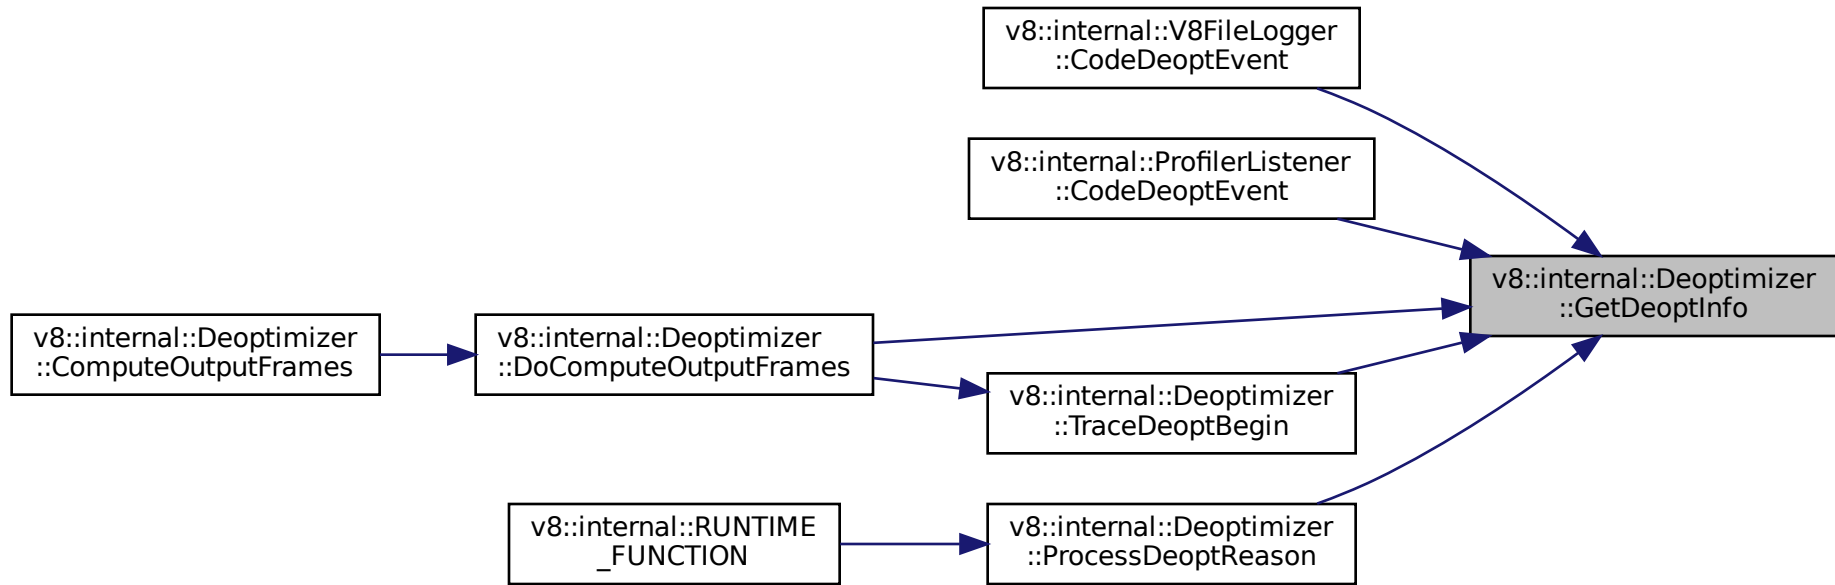 v8::internal::V8FileLogger
::CodeDeoptEvent
v8::internal::ProfilerListener
::CodeDeoptEvent
v8::internal::Deoptimizer
::GetDeoptInfo
v8::internal::Deoptimizer
::ComputeOutputFrames
v8::internal::Deoptimizer
::DoComputeOutputFrames
v8::internal::Deoptimizer
::TraceDeoptBegin
v8::internal::RUNTIME
_FUNCTION
v8::internal::Deoptimizer
::ProcessDeoptReason